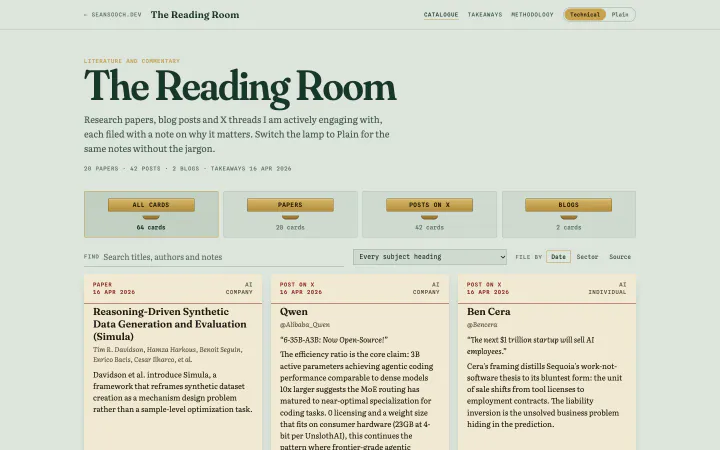 ← SEANGOOCH.DEV
The Reading Room
CATALOGUE
TAKEAWAYS
METHODOLOGY
Technical
Plain
LITERATURE AND COMMENTARY
The Reading Room
Research papers, blog posts and X threads I am actively engaging with,
each filed with a note on why it matters. Switch the lamp to Plain for the
same notes without the jargon.
20 PAPERS · 42 POSTS · 2 BLOGS · TAKEAWAYS 16 APR 2026
ALL CARDS
64 cards
PAPERS
20 cards
POSTS ON X
42 cards
BLOGS
2 cards
FIND Search titles, authors and notes
Every subject heading
FILE BY Date Sector Source
PAPER
16 APR 2026
AI
COMPANY
Reasoning-Driven Synthetic
Data Generation and Evaluation
(Simula)
Tim R. Davidson, Hamza Harkous, Benoit Seguin,
Enrico Bacis, Cesar Ilharco, et al.
Davidson et al. introduce Simula, a
framework that reframes synthetic dataset
creation as a mechanism design problem
rather than a sample-level optimization task.
POST ON X
16 APR 2026
AI
COMPANY
Qwen
@Alibaba_Qwen
“6-35B-A3B: Now Open-Source!”
The efficiency ratio is the core claim: 3B
active parameters achieving agentic coding
performance comparable to dense models
10x larger suggests the MoE routing has
matured to near-optimal specialization for
coding tasks. 0 licensing and a weight size
that fits on consumer hardware (23GB at 4-
bit per UnslothAI), this continues the
pattern where frontier-grade agentic
POST ON X
16 APR 2026
AI
INDIVIDUAL
Ben Cera
@Bencera
“The next $1 trillion startup will sell AI
employees.”
Cera's framing distills Sequoia's work-not-
software thesis to its bluntest form: the unit
of sale shifts from tool licenses to
employment contracts. The liability
inversion is the unsolved business problem
hiding in the prediction.